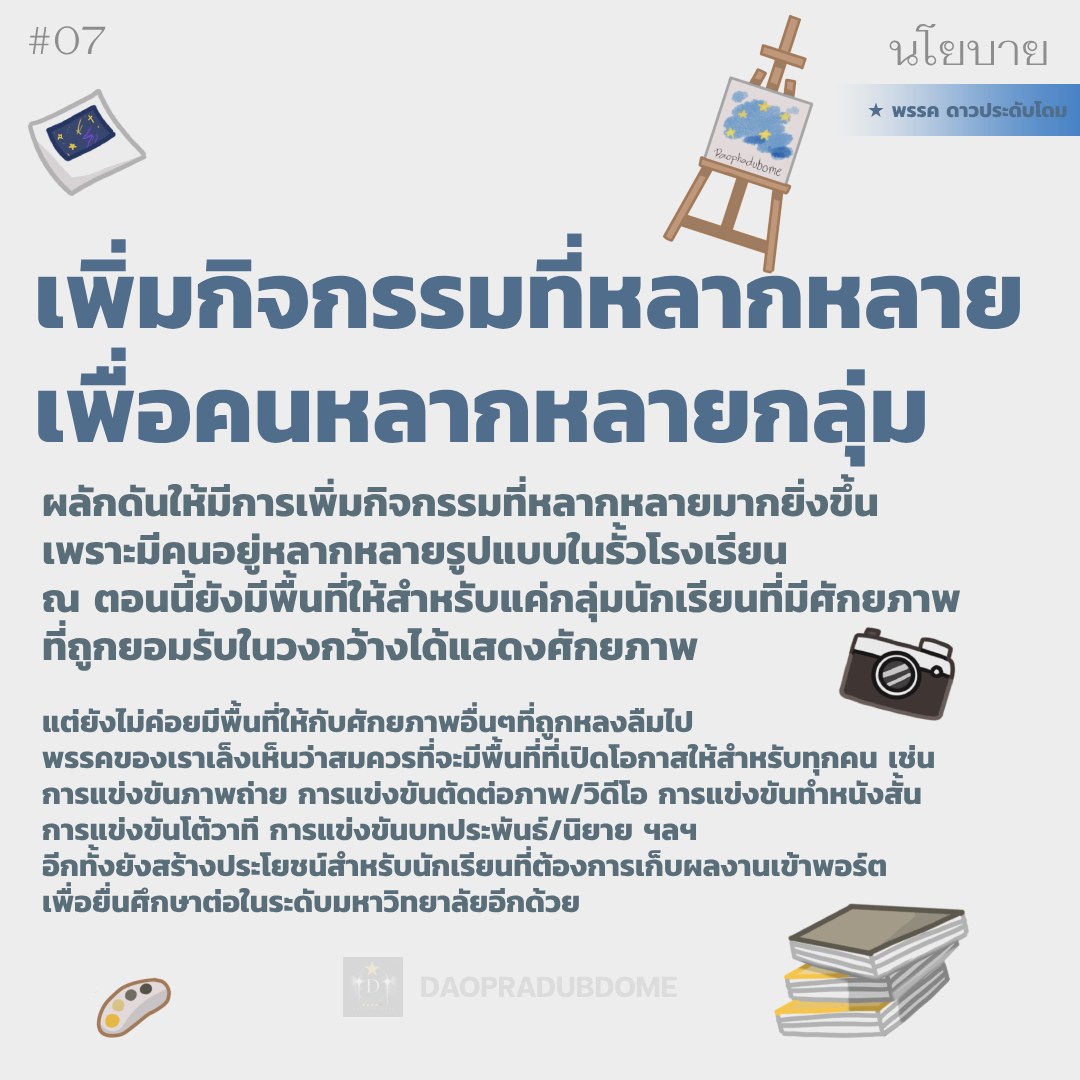 #07
นโยบาย
★ พรรค ดาวประดับโดม
Daophadubdome
เพิ่มกิจกรรมที่หลากหลาย
เพื่อคนหลากหลายกลุ่ม
ผลักดันให้มีการเพิ่มกิจกรรมที่หลากหลายมากยิ่งขึ้น
เพราะมีคนอยู่หลากหลายรูปแบบในรั้วโรงเรียน
ณ ตอนนี้ยังมีพื้นที่ให้สำหรับแค่กลุ่มนักเรียนที่มีศักยภาพ
ที่ถูกยอมรับในวงกว้างได้แสดงศักยภาพ
แต่ยังไม่ค่อยมีพื้นที่ให้กับศักยภาพอื่นๆที่ถูกหลงลืมไป
พรรคของเราเล็งเห็นว่าสมควรที่จะมีพื้นที่ที่เปิดโอกาสให้สำหรับทุกคน เช่น
การแข่งขันภาพถ่าย การแข่งขันตัดต่อภาพ/วิดีโอ การแข่งขันทำหนังสั้น
การแข่งขันโต้วาที การแข่งขันบทประพันธ์/นิยาย ฯลฯ
อีกทั้งยังสร้างประโยชน์สำหรับนักเรียนที่ต้องการเก็บผลงานเข้าพอร์ต
เพื่อยื่นศึกษาต่อในระดับมหาวิทยาลัยอีกด้วย
D
DAOPRADUBDOME